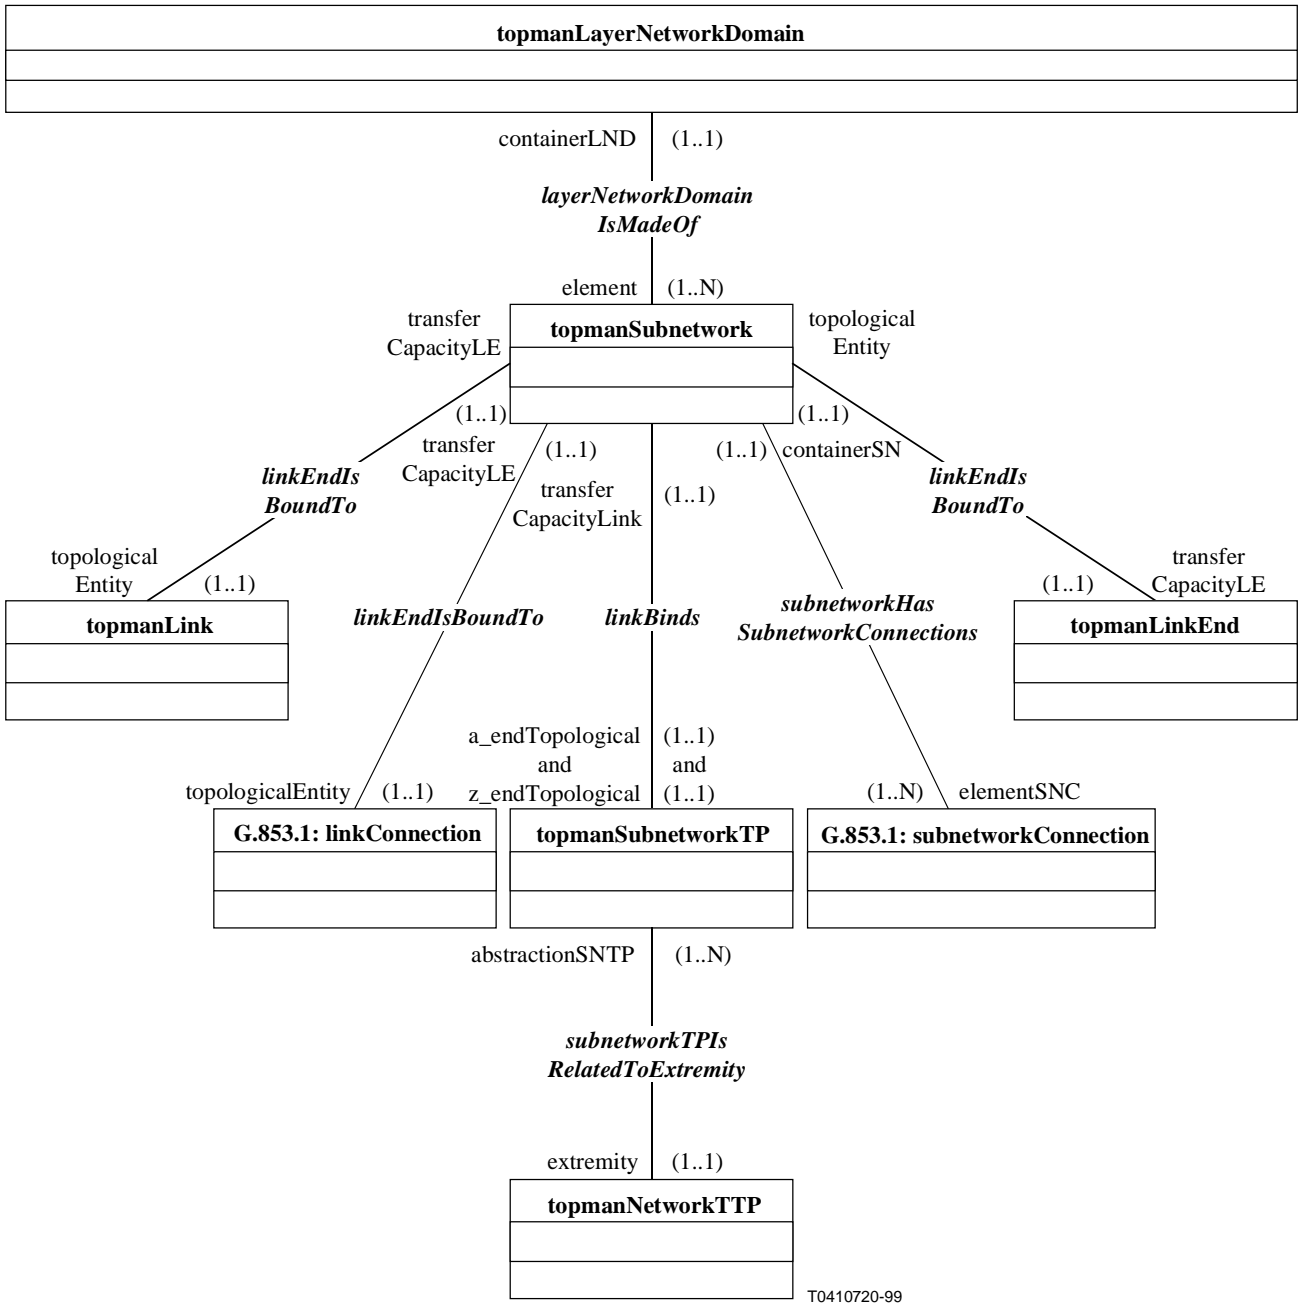 topmanLayerNetworkDomain
containerLND (1..1)
layerNetworkDomain
IsMadeOf
element (1..N)
transfer
CapacityLE
topmanSubnetwork
topological
Entity
(1..1)
(1..1)
transfer
CapacityLE
(1..1)
transfer
CapacityLink
(1..1)
(1..1) containerSN
linkEndIs
BoundTo
linkEndIs
BoundTo
topological
Entity (1..1)
transfer
(1..1) CapacityLE
topmanLink
linkEndIsBoundTo
linkBinds
subnetworkHas
SubnetworkConnections
topmanLinkEnd
a_endTopological (1..1)
and and
z_endTopological (1..1)
topologicalEntity (1..1)
(1..N) elementSNC
G.853.1: linkConnection
topmanSubnetworkTP
G.853.1: subnetworkConnection
abstractionSNTP (1..N)
subnetworkTPIs
RelatedToExtremity
extremity (1..1)
topmanNetworkTTP
T0410720-99